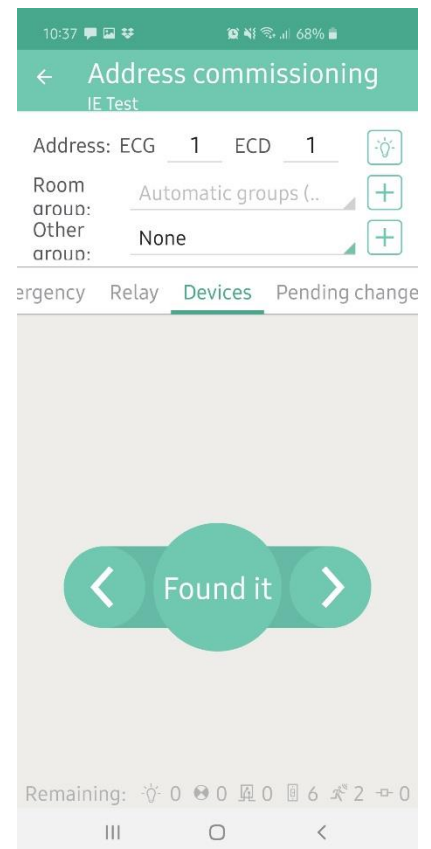 10:37 68%
Address commissioning
IE Test
Address: ECG 1 ECD 1
Room
group:
Automatic groups (..
Other
group:
None
ergency Relay Devices Pending change
Found it
Remaining: 0 0 0 6 2 0